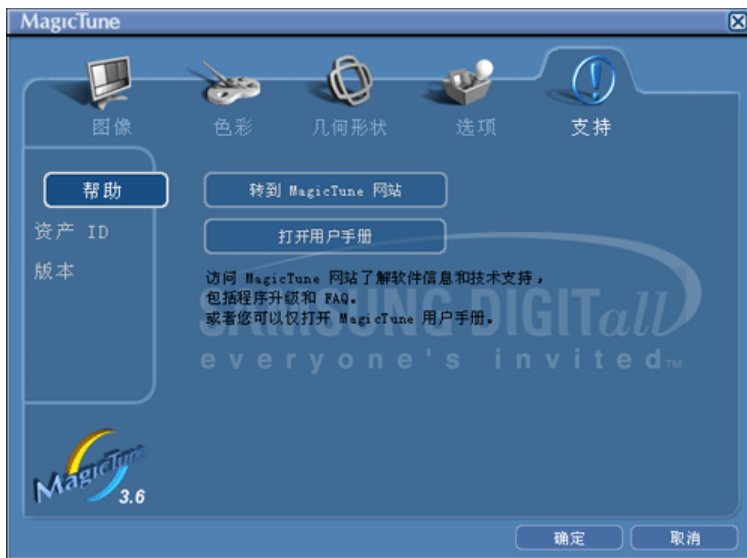 MagicTune
图像 色彩 几何形状 选项 支持
帮助
资产 ID
版本
转到 MagicTune 网站
打开用户手册
访问 MagicTune 网站了解软件信息和技术支持，
包括程序升级和 FAQ。
或者您可以仅打开 MagicTune 用户手册。
SAMSUNG DIGITall
everyone's invited™
MagicTune
3.6
确定 取消